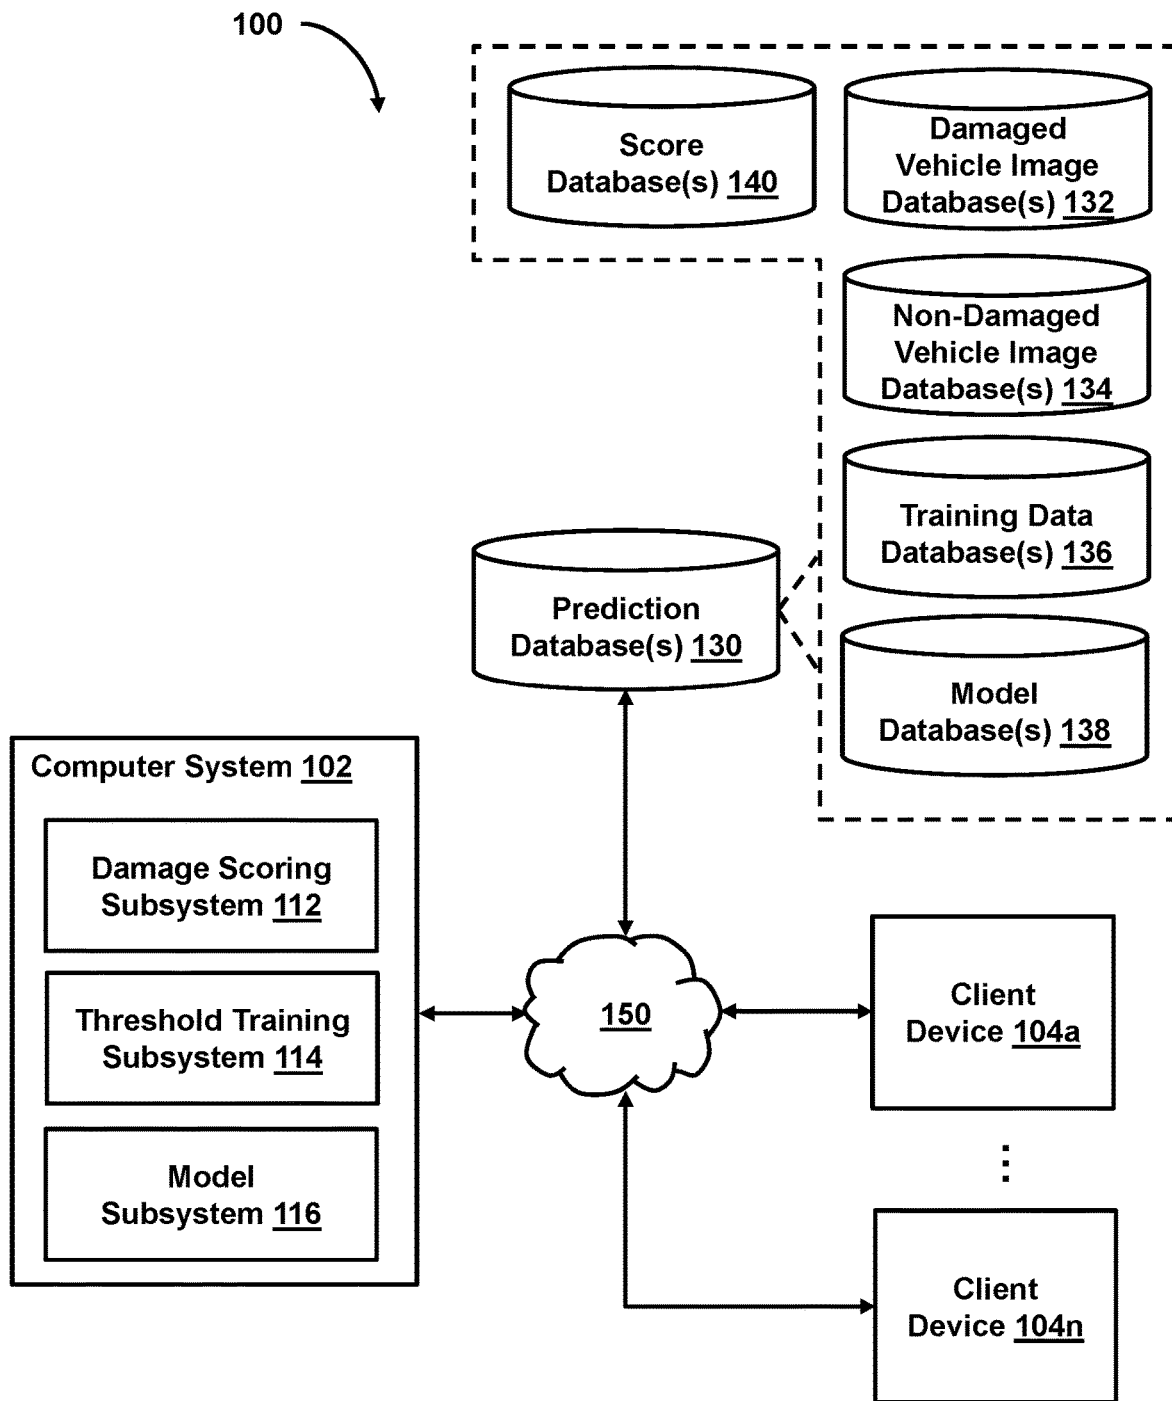 100
Score
Database(s) 140
Damaged
Vehicle Image
Database(s) 132
Non-Damaged
Vehicle Image
Database(s) 134
Training Data
Database(s) 136
Prediction
Database(s) 130
Model
Database(s) 138
Computer System 102
Damage Scoring
Subsystem 112
Threshold Training
Subsystem 114
Model
Subsystem 116
150
Client
Device 104a
Client
Device 104n